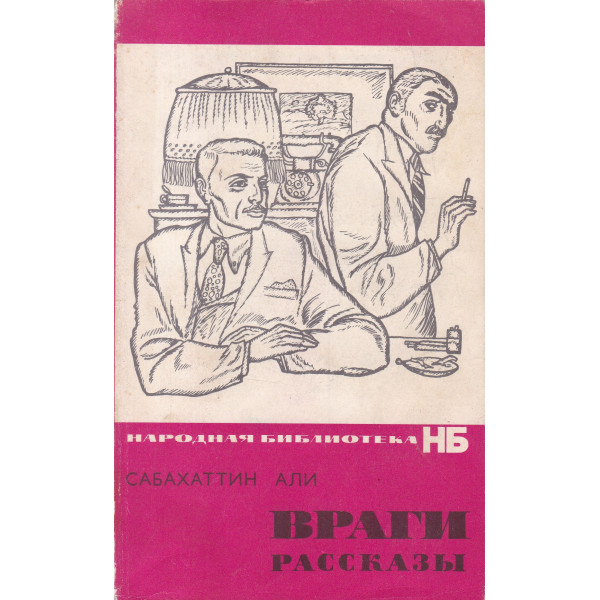 НАРОДНАЯ БИБЛИОТЕКА НБ
САБАХАТТИН АЛИ
ВРАГИ
РАССКАЗЫ